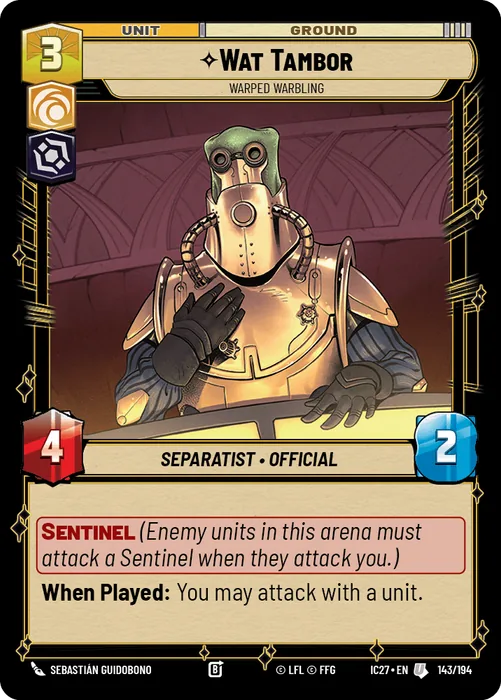 UNIT GROUND
3
✧WAT TAMBOR
WARPED WARBLING
4
SEPARATIST • OFFICIAL
2
SENTINEL (Enemy units in this arena must
attack a Sentinel when they attack you.)
When Played: You may attack with a unit.
SEBASTIÁN GUIDOBONO B © LFL © FFG IC27 • EN U 143/194